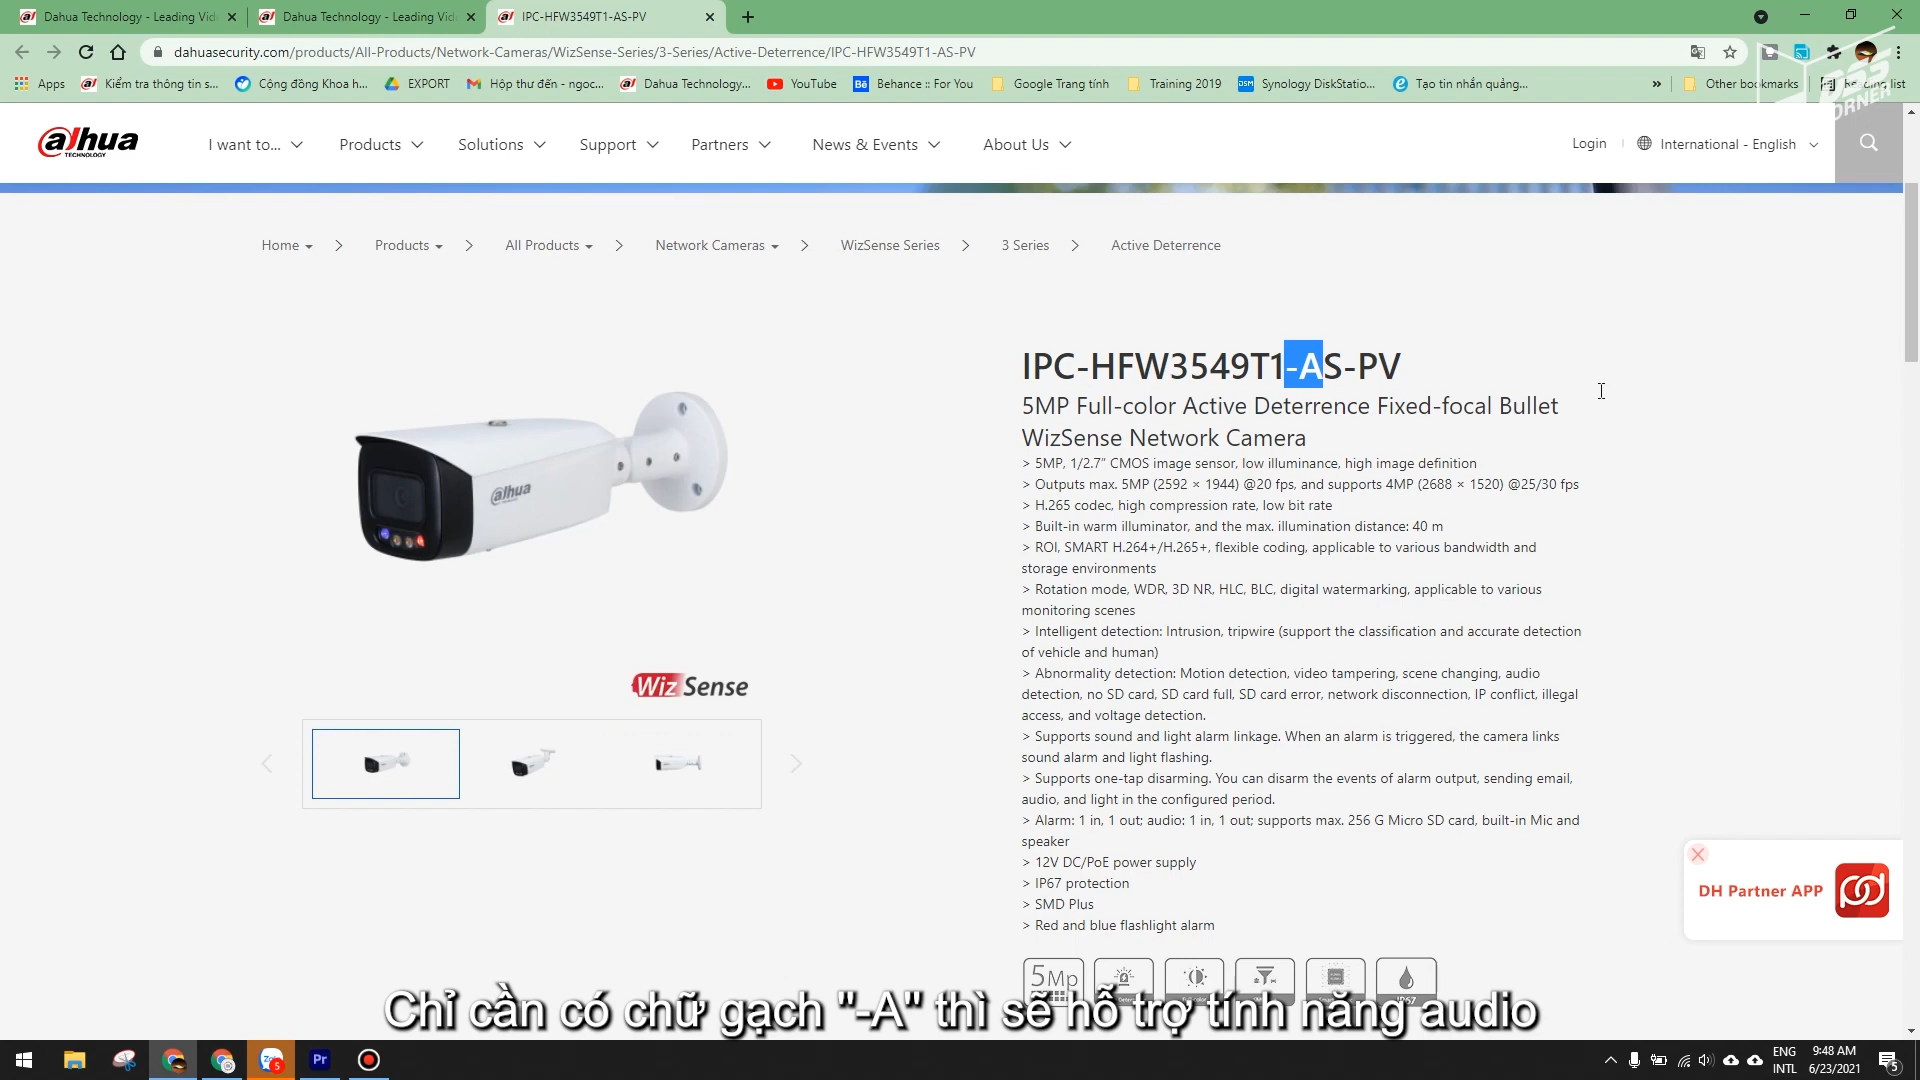 Dahua Technology - Leading Vid
Dahua Technology - Leading Vid
IPC-HFW3549T1-AS-PV
dahuasecurity.com/products/All-Products/Network-Cameras/WizSense-Series/3-Series/Active-Deterrence/IPC-HFW3549T1-AS-PV
Apps
Kiểm tra thông tin s...
Cộng đồng Khoa h...
EXPORT
Hộp thư đến - ngoc...
Dahua Technology...
YouTube
Behance :: For You
Google Trang tính
Training 2019
Synology DiskStatio...
Tạo tin nhắn quảng...
»
Other bookmarks
list
CORNER
alhua
TECHNOLOGY
I want to...
Products
Solutions
Support
Partners
News & Events
About Us
Login
International - English
Home
Products
All Products
Network Cameras
WizSense Series
3 Series
Active Deterrence
IPC-HFW3549T1-AS-PV
5MP Full-color Active Deterrence Fixed-focal Bullet
WizSense Network Camera
> 5MP, 1/2.7” CMOS image sensor, low illuminance, high image definition
> Outputs max. 5MP (2592 × 1944) @20 fps, and supports 4MP (2688 × 1520) @25/30 fps
> H.265 codec, high compression rate, low bit rate
> Built-in warm illuminator, and the max. illumination distance: 40 m
> ROI, SMART H.264+/H.265+, flexible coding, applicable to various bandwidth and
storage environments
> Rotation mode, WDR, 3D NR, HLC, BLC, digital watermarking, applicable to various
monitoring scenes
> Intelligent detection: Intrusion, tripwire (support the classification and accurate detection
of vehicle and human)
> Abnormality detection: Motion detection, video tampering, scene changing, audio
detection, no SD card, SD card full, SD card error, network disconnection, IP conflict, illegal
access, and voltage detection.
> Supports sound and light alarm linkage. When an alarm is triggered, the camera links
sound alarm and light flashing.
> Supports one-tap disarming. You can disarm the events of alarm output, sending email,
audio, and light in the configured period.
> Alarm: 1 in, 1 out; audio: 1 in, 1 out; supports max. 256 G Micro SD card, built-in Mic and
speaker
> 12V DC/PoE power supply
> IP67 protection
> SMD Plus
> Red and blue flashlight alarm
alhua
Wiz Sense
DH Partner APP
5Mp
IP67
Chỉ cần có chữ gạch "-A" thì sẽ hỗ trợ tính năng audio
Zalo
5
Pr
ENG
INTL
9:48 AM
6/23/2021
5